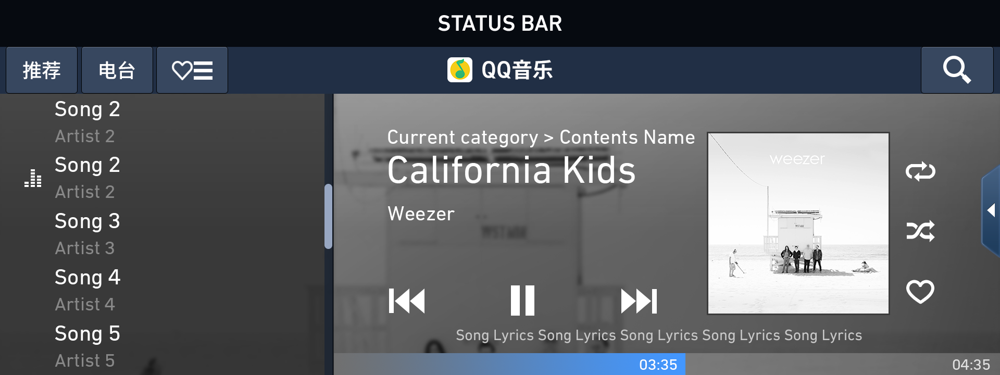 STATUS BAR
推荐
电台
QQ音乐
Song 2
Artist 2
Song 2
Artist 2
Song 3
Artist 3
Song 4
Artist 4
Song 5
Artist 5
Current category > Contents Name
California Kids
Weezer
weezer
Song Lyrics Song Lyrics Song Lyrics Song Lyrics Song Lyrics
03:35
04:35